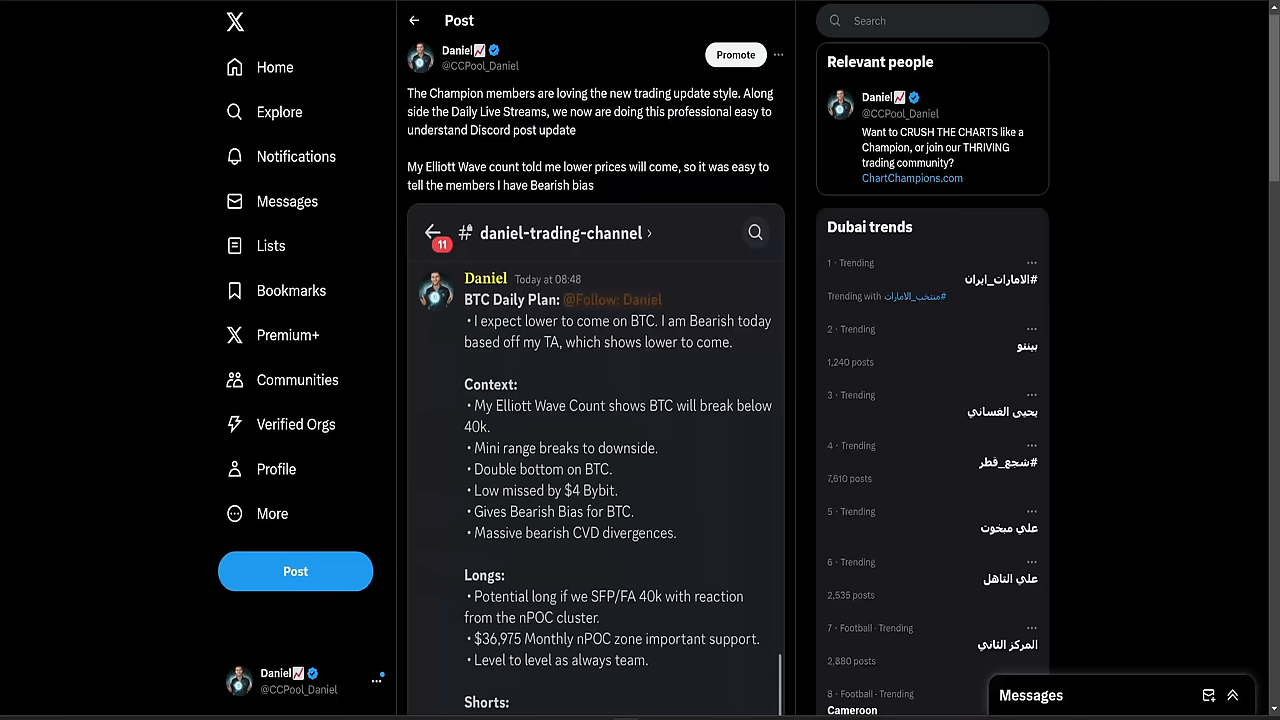 Home
Explore
Notifications
Messages
Lists
Bookmarks
Premium+
Communities
Verified Orgs
Profile
More
Post
Daniel📈
@CCPool_Daniel
Post
Daniel📈
@CCPool_Daniel
Promote
The Champion members are loving the new trading update style. Along
side the Daily Live Streams, we now are doing this professional easy to
understand Discord post update
My Elliott Wave count told me lower prices will come, so it was easy to
tell the members I have Bearish bias
11
# daniel-trading-channel ›
Daniel Today at 08:48
BTC Daily Plan: @Follow: Daniel
• I expect lower to come on BTC. I am Bearish today
based off my TA, which shows lower to come.
Context:
• My Elliott Wave Count shows BTC will break below
40k.
• Mini range breaks to downside.
• Double bottom on BTC.
• Low missed by $4 Bybit.
• Gives Bearish Bias for BTC.
• Massive bearish CVD divergences.
Longs:
• Potential long if we SFP/FA 40k with reaction
from the nPOC cluster.
• $36,975 Monthly nPOC zone important support.
• Level to level as always team.
Shorts:
Search
Relevant people
Daniel📈
@CCPool_Daniel
Want to CRUSH THE CHARTS like a
Champion, or join our THRIVING
trading community?
ChartChampions.com
Dubai trends
1 · Trending
#الامارات_ايران
Trending with #منتخب_الامارات
2 · Trending
بيننو
1,240 posts
3 · Trending
يحيى الغساني
4 · Trending
#شجع_قطر
7,610 posts
5 · Trending
علي مبخوت
6 · Trending
علي التاهل
2,535 posts
7 · Football · Trending
المركز الثاني
2,880 posts
8 · Football · Trending
Cameroon
Messages